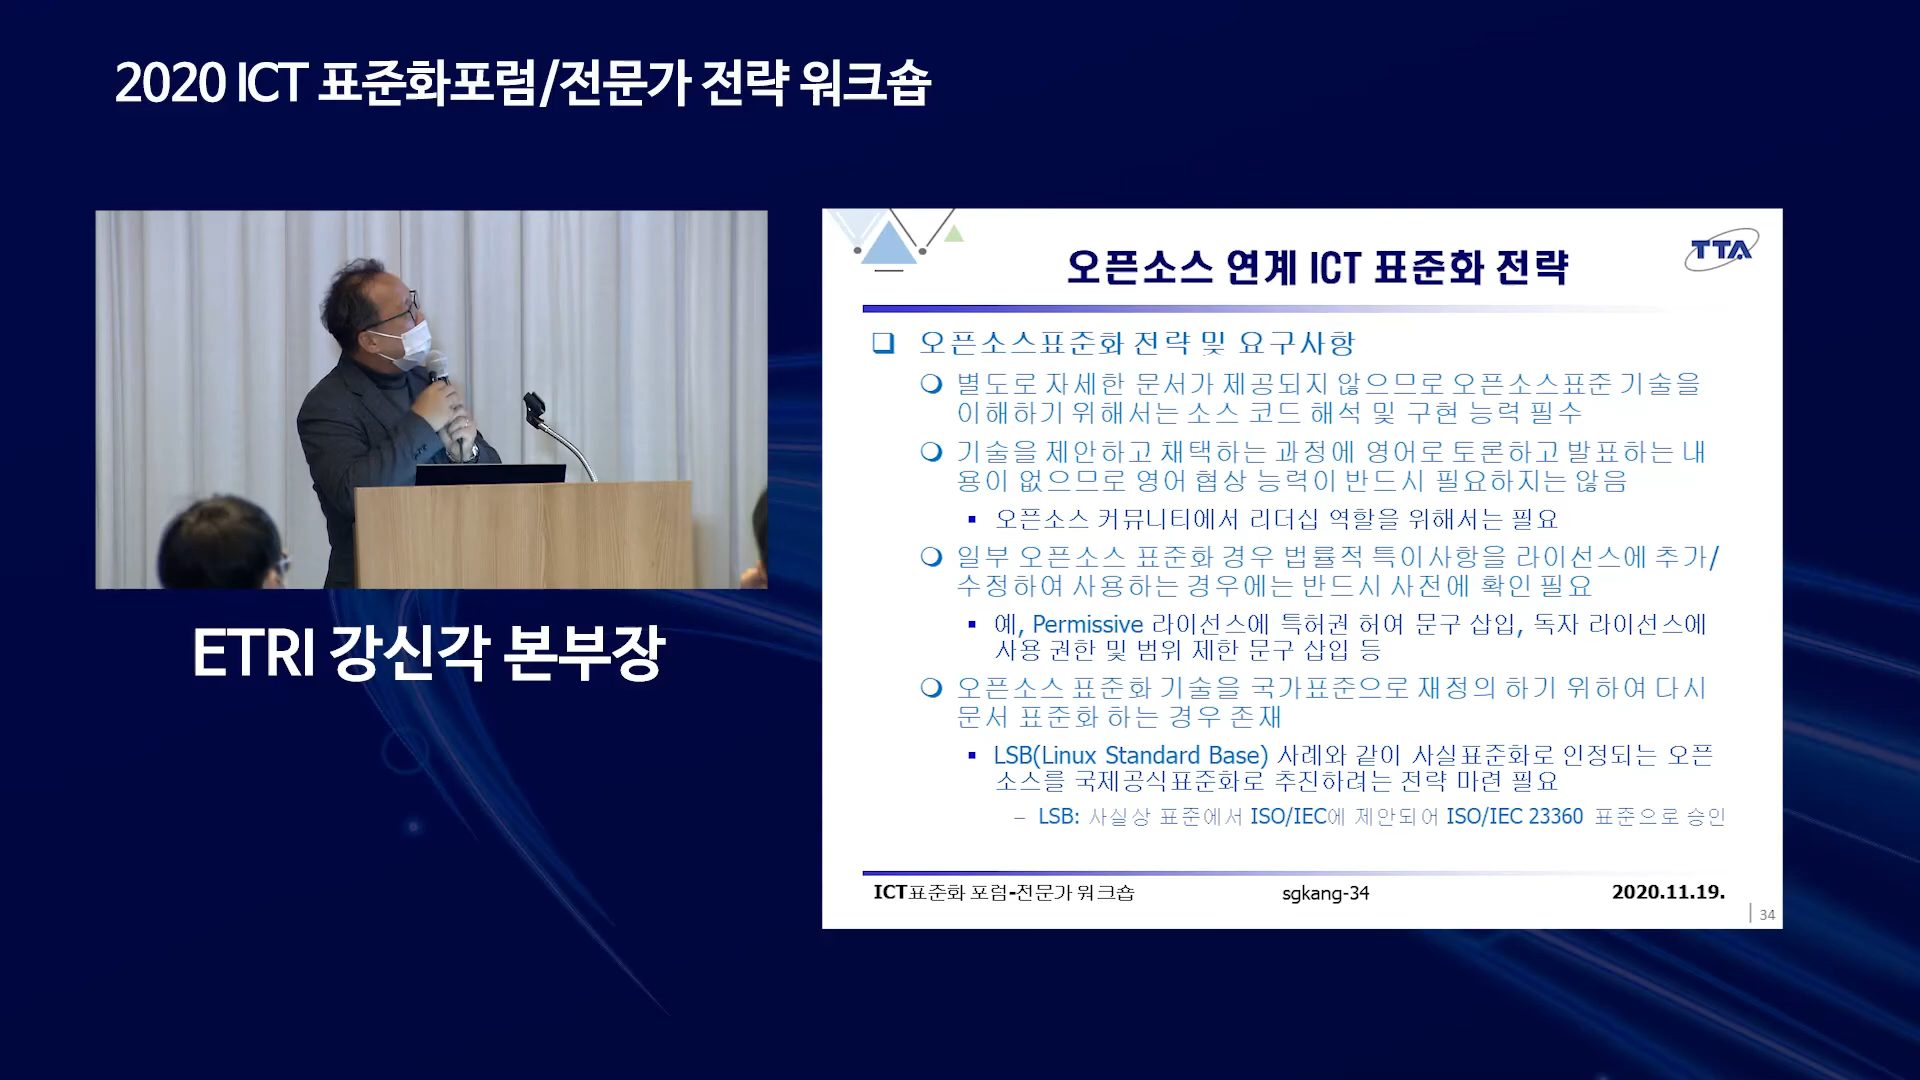 2020 ICT 표준화포럼/전문가 전략 워크숍
ETRI 강신각 본부장
TTA
오픈소스 연계 ICT 표준화 전략
오픈소스표준화 전략 및 요구사항
별도로 자세한 문서가 제공되지 않으므로 오픈소스표준 기술을
이해하기 위해서는 소스 코드 해석 및 구현 능력 필수
기술을 제안하고 채택하는 과정에 영어로 토론하고 발표하는 내
용이 없으므로 영어 협상 능력이 반드시 필요하지는 않음
오픈소스 커뮤니티에서 리더십 역할을 위해서는 필요
일부 오픈소스 표준화 경우 법률적 특이사항을 라이선스에 추가/
수정하여 사용하는 경우에는 반드시 사전에 확인 필요
예, Permissive 라이선스에 특허권 허여 문구 삽입, 독자 라이선스에
사용 권한 및 범위 제한 문구 삽입 등
오픈소스 표준화 기술을 국가표준으로 재정의 하기 위하여 다시
문서 표준화 하는 경우 존재
LSB(Linux Standard Base) 사례와 같이 사실표준화로 인정되는 오픈
소스를 국제공식표준화로 추진하려는 전략 마련 필요
– LSB: 사실상 표준에서 ISO/IEC에 제안되어 ISO/IEC 23360 표준으로 승인
ICT표준화 포럼-전문가 워크숍
sgkang-34
2020.11.19.
34